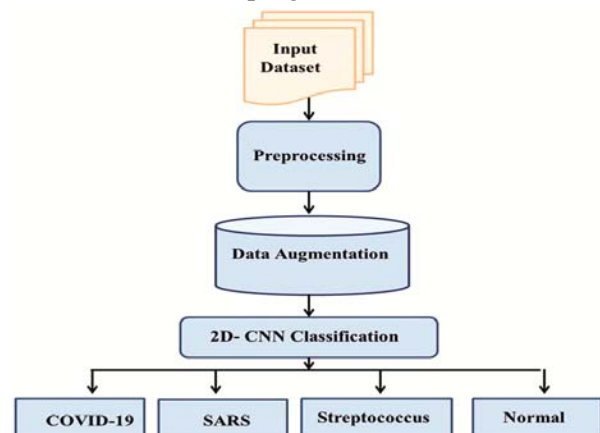 Input
Dataset
Preprocessing
Data Augmentation
2D- CNN Classification
COVID-19
SARS
Streptococcus
Normal